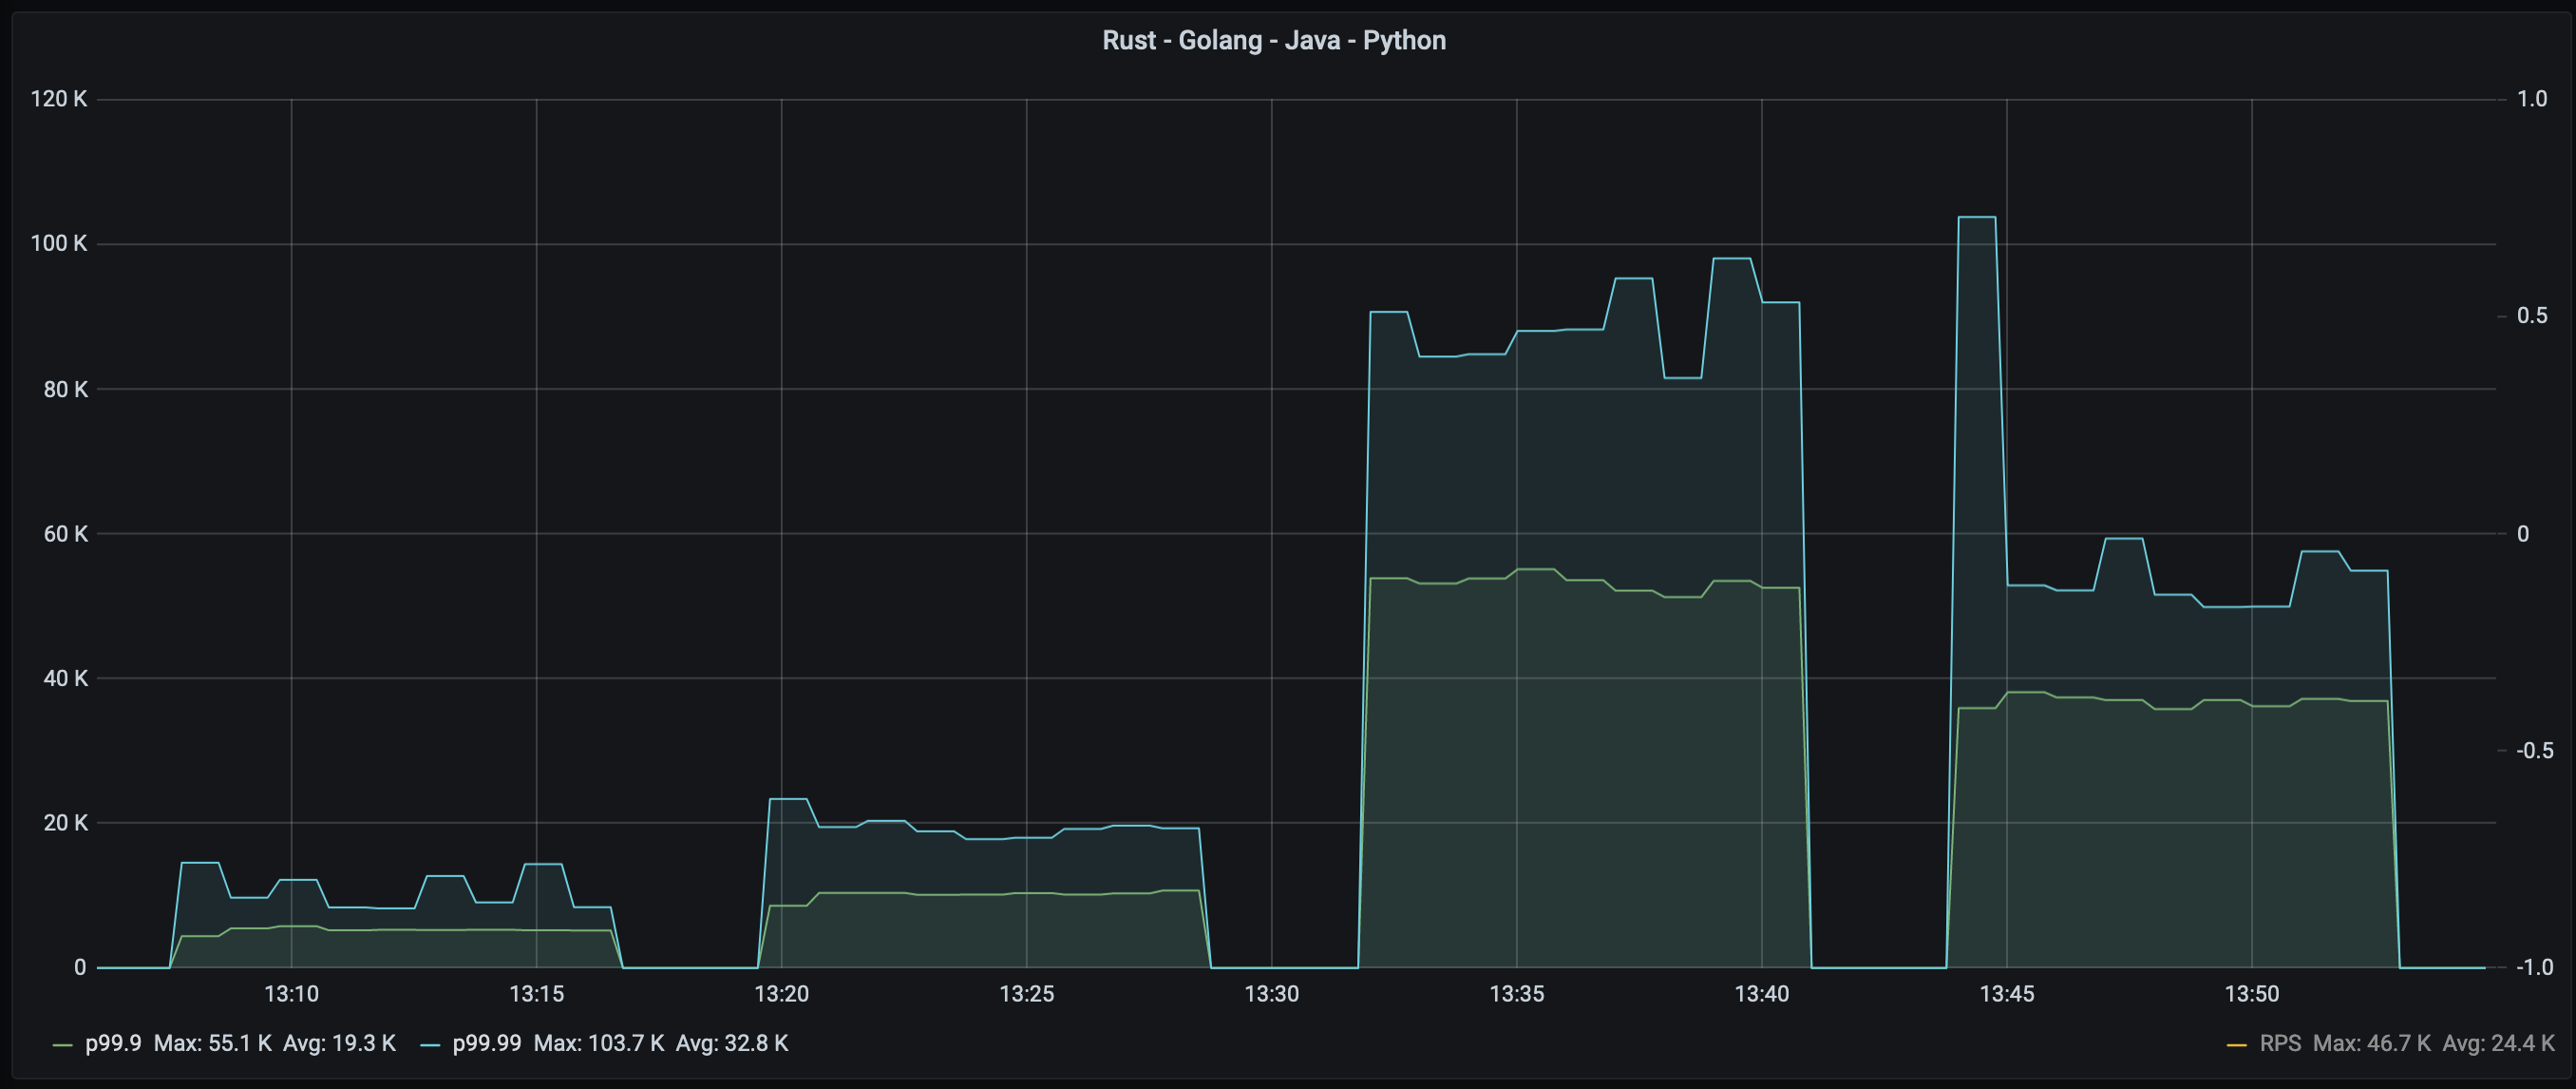 Rust - Golang - Java - Python
120 K
100 K
80 K
60 K
40 K
20 K
0
1.0
0.5
0
-0.5
-1.0
13:10 13:15 13:20 13:25 13:30 13:35 13:40 13:45 13:50
p99.9 Max: 55.1 K Avg: 19.3 K p99.99 Max: 103.7 K Avg: 32.8 K RPS Max: 46.7 K Avg: 24.4 K